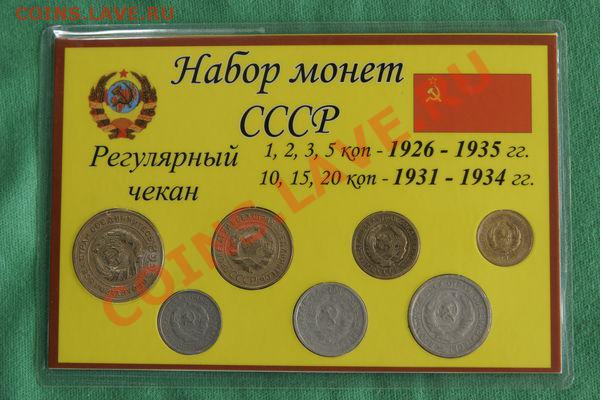 COINS.LAVE.RU
Набор монет
СССР
Регулярный
чекан
1, 2, 3, 5 коп - 1926 - 1935 гг.
10, 15, 20 коп - 1931 - 1934 гг.
COINS.LAVE.RU